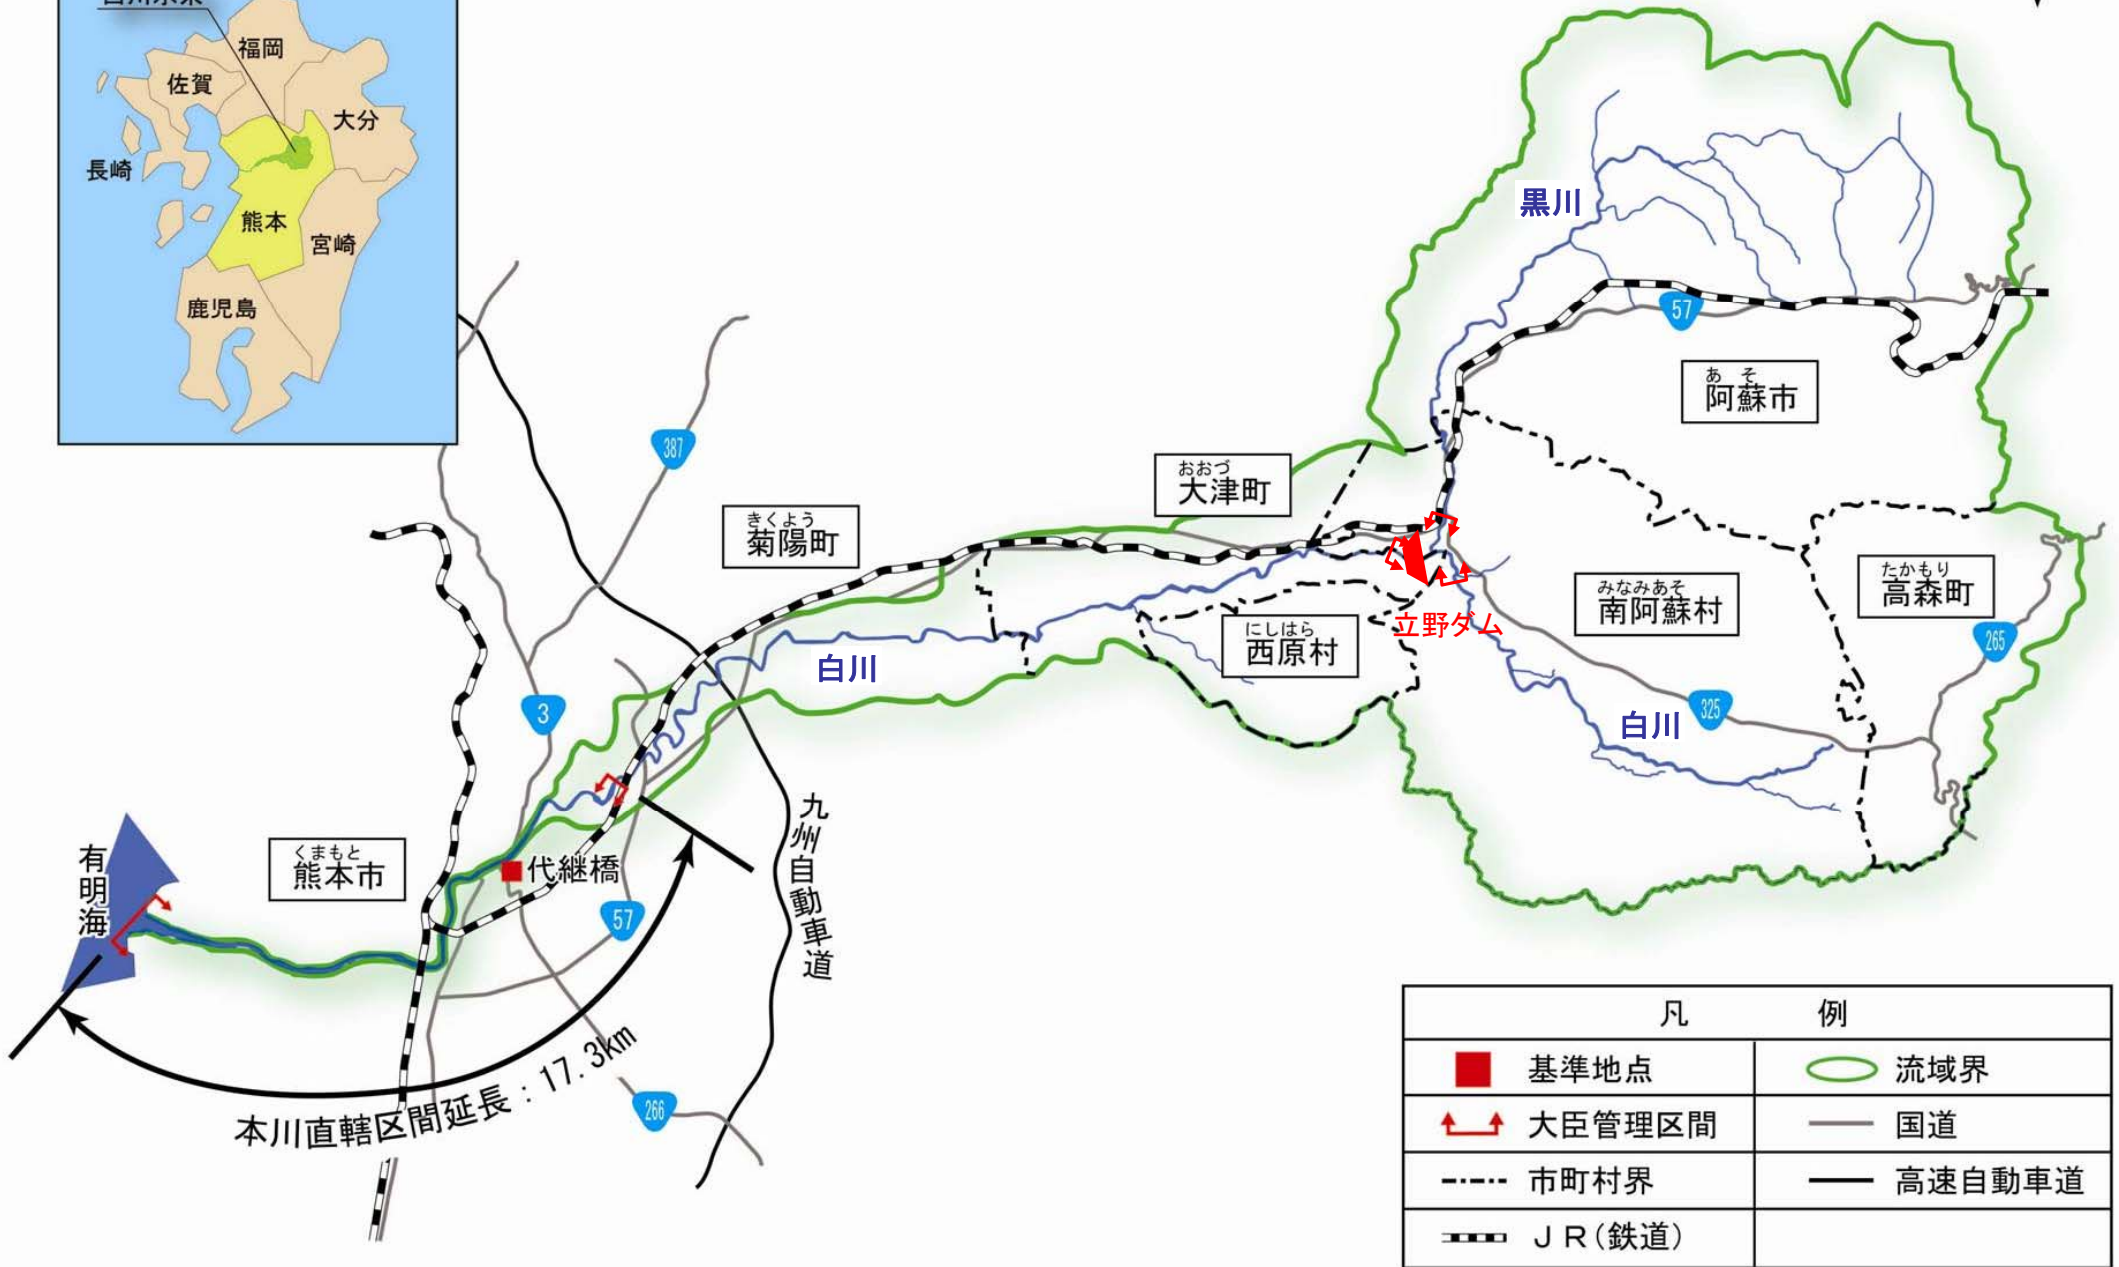 福岡
佐賀
大分
長崎
熊本
宮崎
鹿児島
黒川
57
あそ
阿蘇市
387
おおづ
大津町
きくよう
菊陽町
たかもり
高森町
みなみあそ
南阿蘇村
立野ダム
にしはら
西原村
265
白川
3
325
白川
九州自動車道
有明海
くまもと
熊本市
代継橋
57
本川直轄区間延長：17.3km
266
凡例
基準地点
流域界
大臣管理区間
国道
市町村界
高速自動車道
ＪＲ(鉄道)